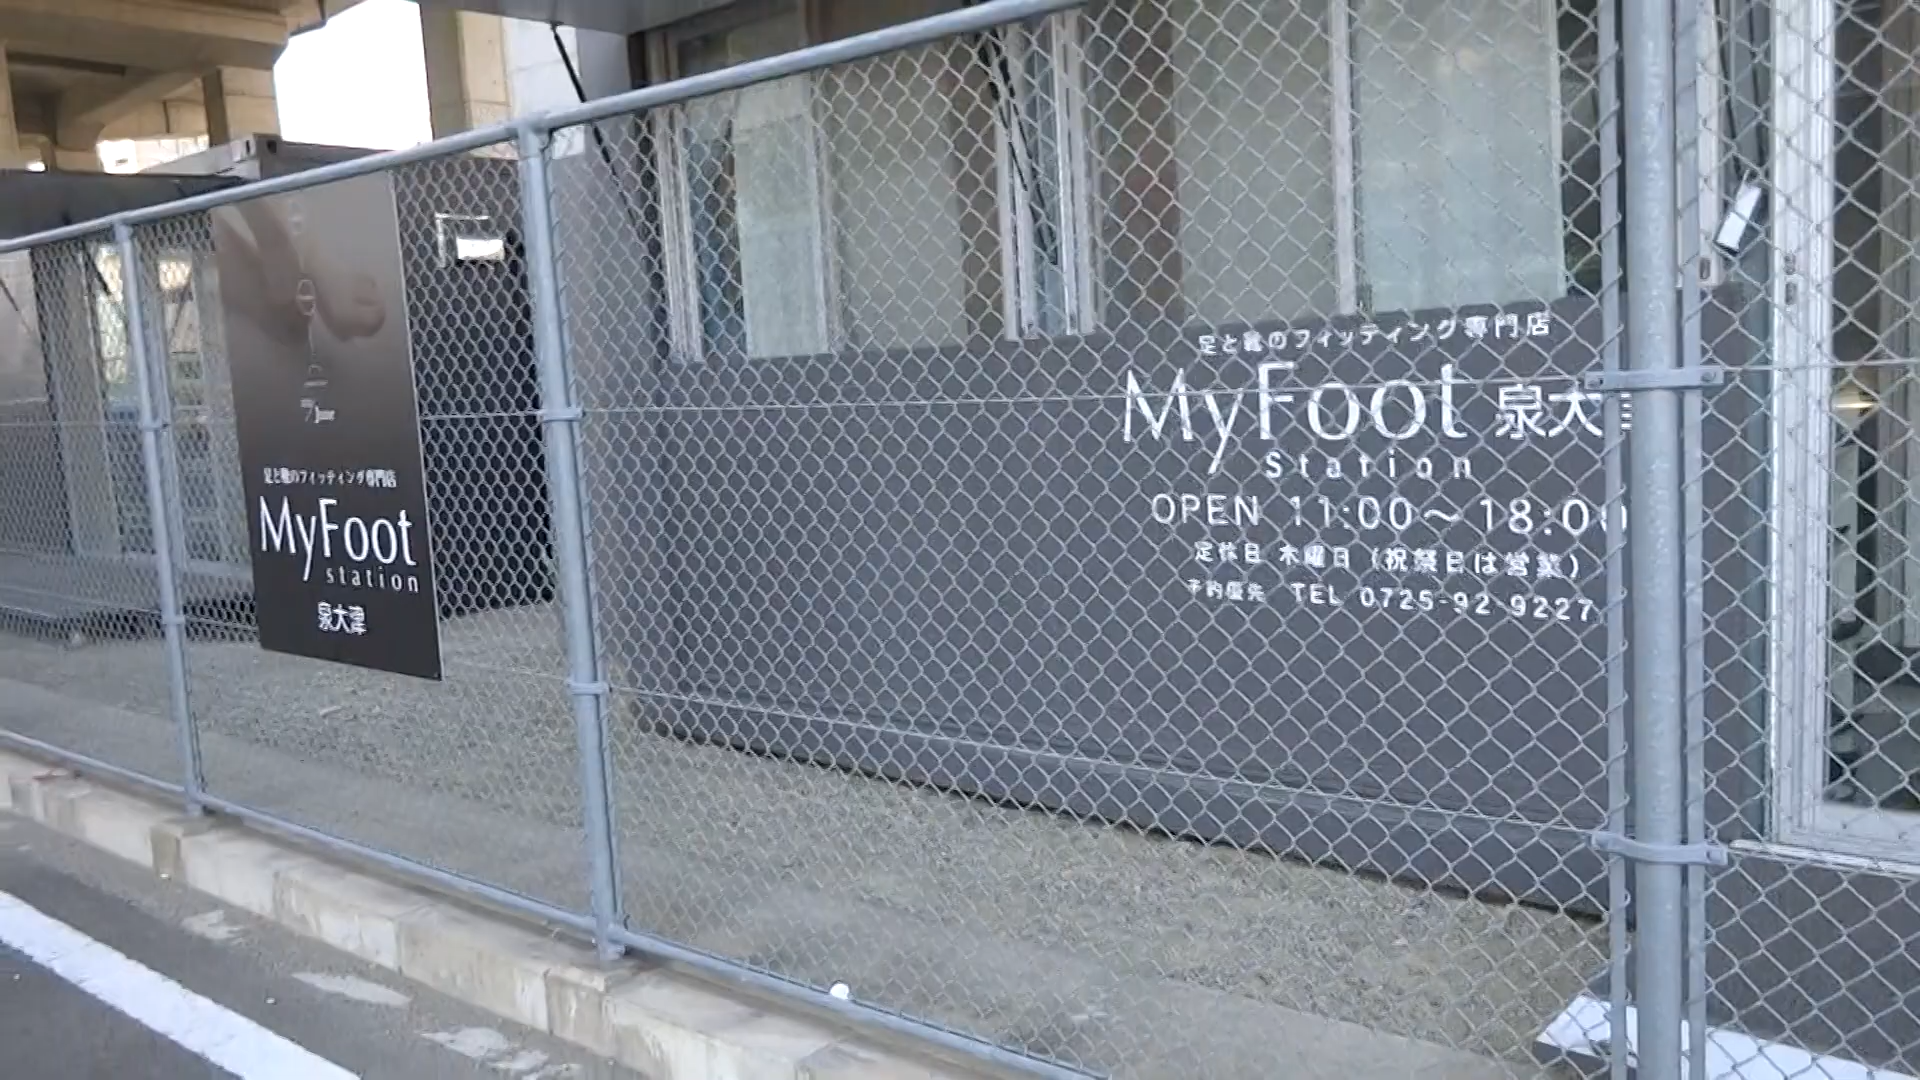 足と靴のフィッティング専門店
MyFoot
station
泉大津
足と靴のフィッティング専門店
MyFoot 泉大津
Station
OPEN 11:00～18:00
定休日 木曜日（祝祭日は営業）
予約優先 TEL 0725-92-9227